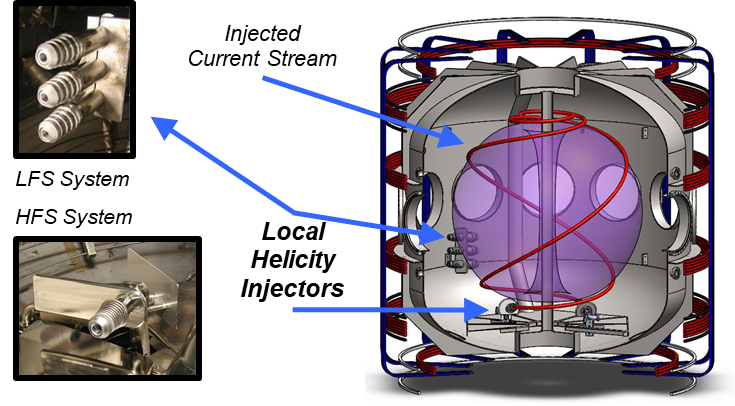 Injected
Current Stream
LFS System
HFS System
Local
Helicity
Injectors